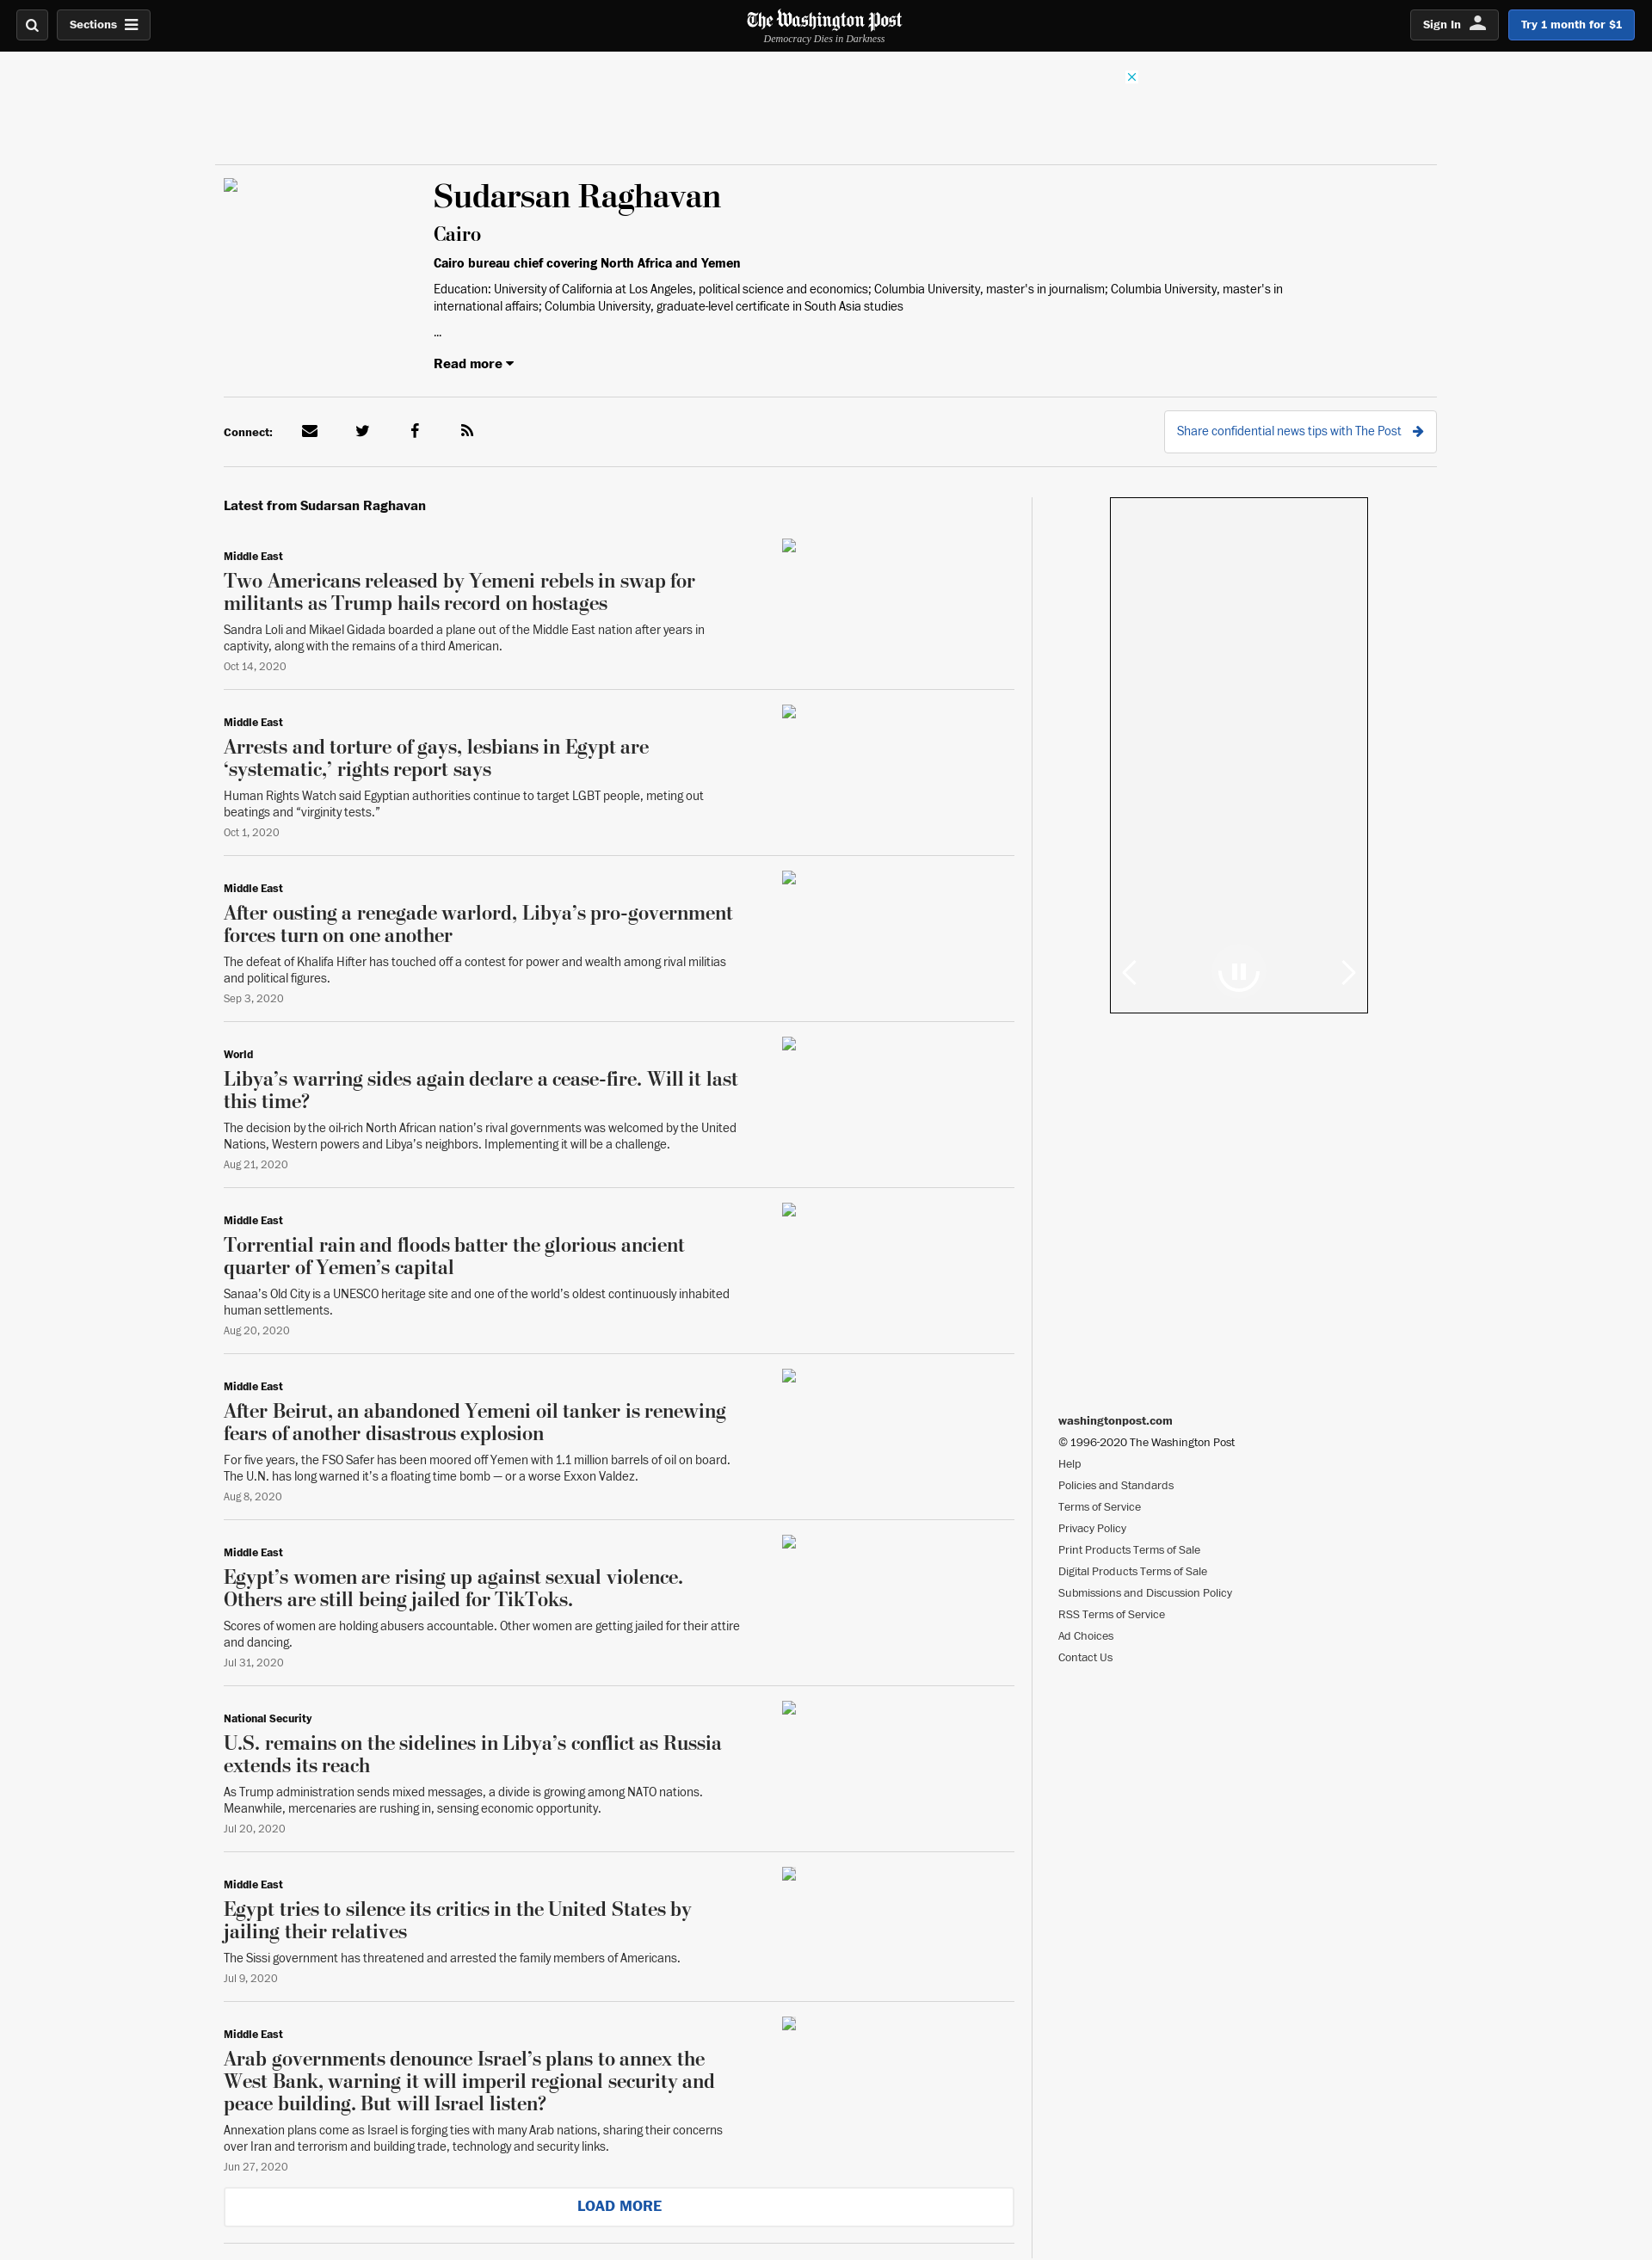 Sections
The Washington Post
Democracy Dies in Darkness
Sign In
Try 1 month for $1
Sudarsan Raghavan
Cairo
Cairo bureau chief covering North Africa and Yemen
Education: University of California at Los Angeles, political science and economics; Columbia University, master's in journalism; Columbia University, master's in
international affairs; Columbia University, graduate-level certificate in South Asia studies
...
Read more
Connect:
Share confidential news tips with The Post
Latest from Sudarsan Raghavan
Middle East
Two Americans released by Yemeni rebels in swap for
militants as Trump hails record on hostages
Sandra Loli and Mikael Gidada boarded a plane out of the Middle East nation after years in
captivity, along with the remains of a third American.
Oct 14, 2020
Middle East
Arrests and torture of gays, lesbians in Egypt are
‘systematic,’ rights report says
Human Rights Watch said Egyptian authorities continue to target LGBT people, meting out
beatings and “virginity tests.”
Oct 1, 2020
Middle East
After ousting a renegade warlord, Libya’s pro-government
forces turn on one another
The defeat of Khalifa Hifter has touched off a contest for power and wealth among rival militias
and political figures.
Sep 3, 2020
World
Libya’s warring sides again declare a cease-fire. Will it last
this time?
The decision by the oil-rich North African nation’s rival governments was welcomed by the United
Nations, Western powers and Libya’s neighbors. Implementing it will be a challenge.
Aug 21, 2020
Middle East
Torrential rain and floods batter the glorious ancient
quarter of Yemen’s capital
Sanaa’s Old City is a UNESCO heritage site and one of the world’s oldest continuously inhabited
human settlements.
Aug 20, 2020
Middle East
After Beirut, an abandoned Yemeni oil tanker is renewing
fears of another disastrous explosion
For five years, the FSO Safer has been moored off Yemen with 1.1 million barrels of oil on board.
The U.N. has long warned it’s a floating time bomb — or a worse Exxon Valdez.
Aug 8, 2020
Middle East
Egypt’s women are rising up against sexual violence.
Others are still being jailed for TikToks.
Scores of women are holding abusers accountable. Other women are getting jailed for their attire
and dancing.
Jul 31, 2020
National Security
U.S. remains on the sidelines in Libya’s conflict as Russia
extends its reach
As Trump administration sends mixed messages, a divide is growing among NATO nations.
Meanwhile, mercenaries are rushing in, sensing economic opportunity.
Jul 20, 2020
Middle East
Egypt tries to silence its critics in the United States by
jailing their relatives
The Sissi government has threatened and arrested the family members of Americans.
Jul 9, 2020
Middle East
Arab governments denounce Israel’s plans to annex the
West Bank, warning it will imperil regional security and
peace building. But will Israel listen?
Annexation plans come as Israel is forging ties with many Arab nations, sharing their concerns
over Iran and terrorism and building trade, technology and security links.
Jun 27, 2020
LOAD MORE
washingtonpost.com
© 1996-2020 The Washington Post
Help
Policies and Standards
Terms of Service
Privacy Policy
Print Products Terms of Sale
Digital Products Terms of Sale
Submissions and Discussion Policy
RSS Terms of Service
Ad Choices
Contact Us